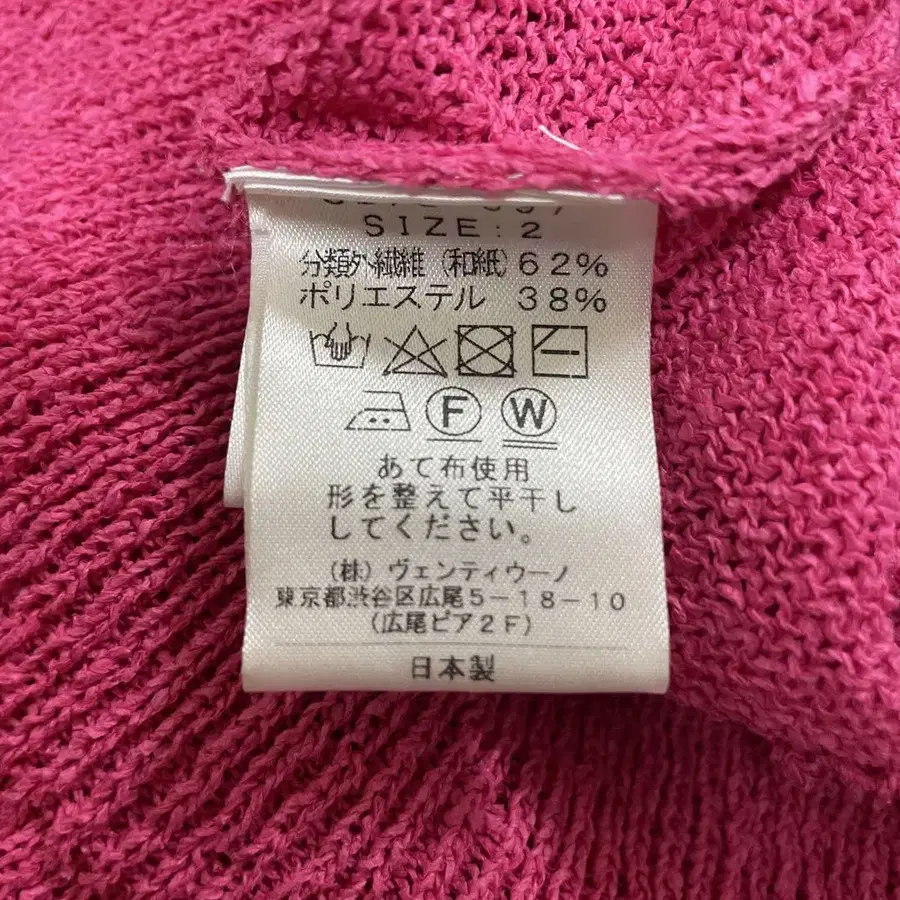 SIZE:2
分類外繊維(和紙)62%
ポリエステル 38%
F W
あて布使用
形を整えて平干し
してください。
(株)ヴェンティウーノ
東京都渋谷区広尾5-18-10
(広尾ピア2F)
日本製